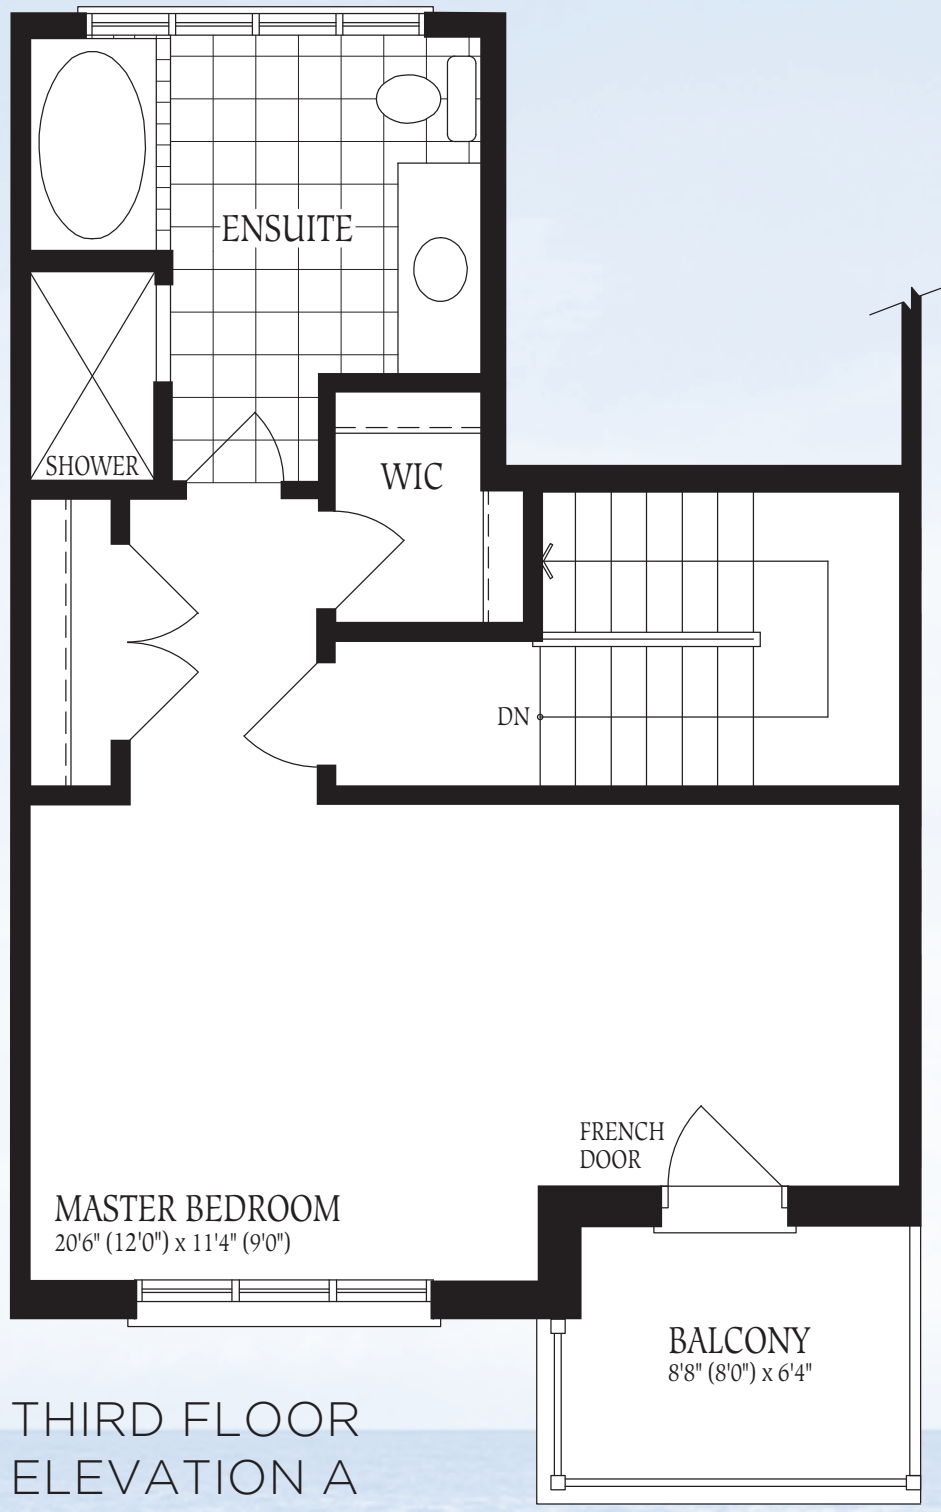 ENSUITE
SHOWER
WIC
DN
FRENCH
DOOR
MASTER BEDROOM
20'6" (12'0") x 11'4" (9'0")
BALCONY
8'8" (8'0") x 6'4"
THIRD FLOOR
ELEVATION A